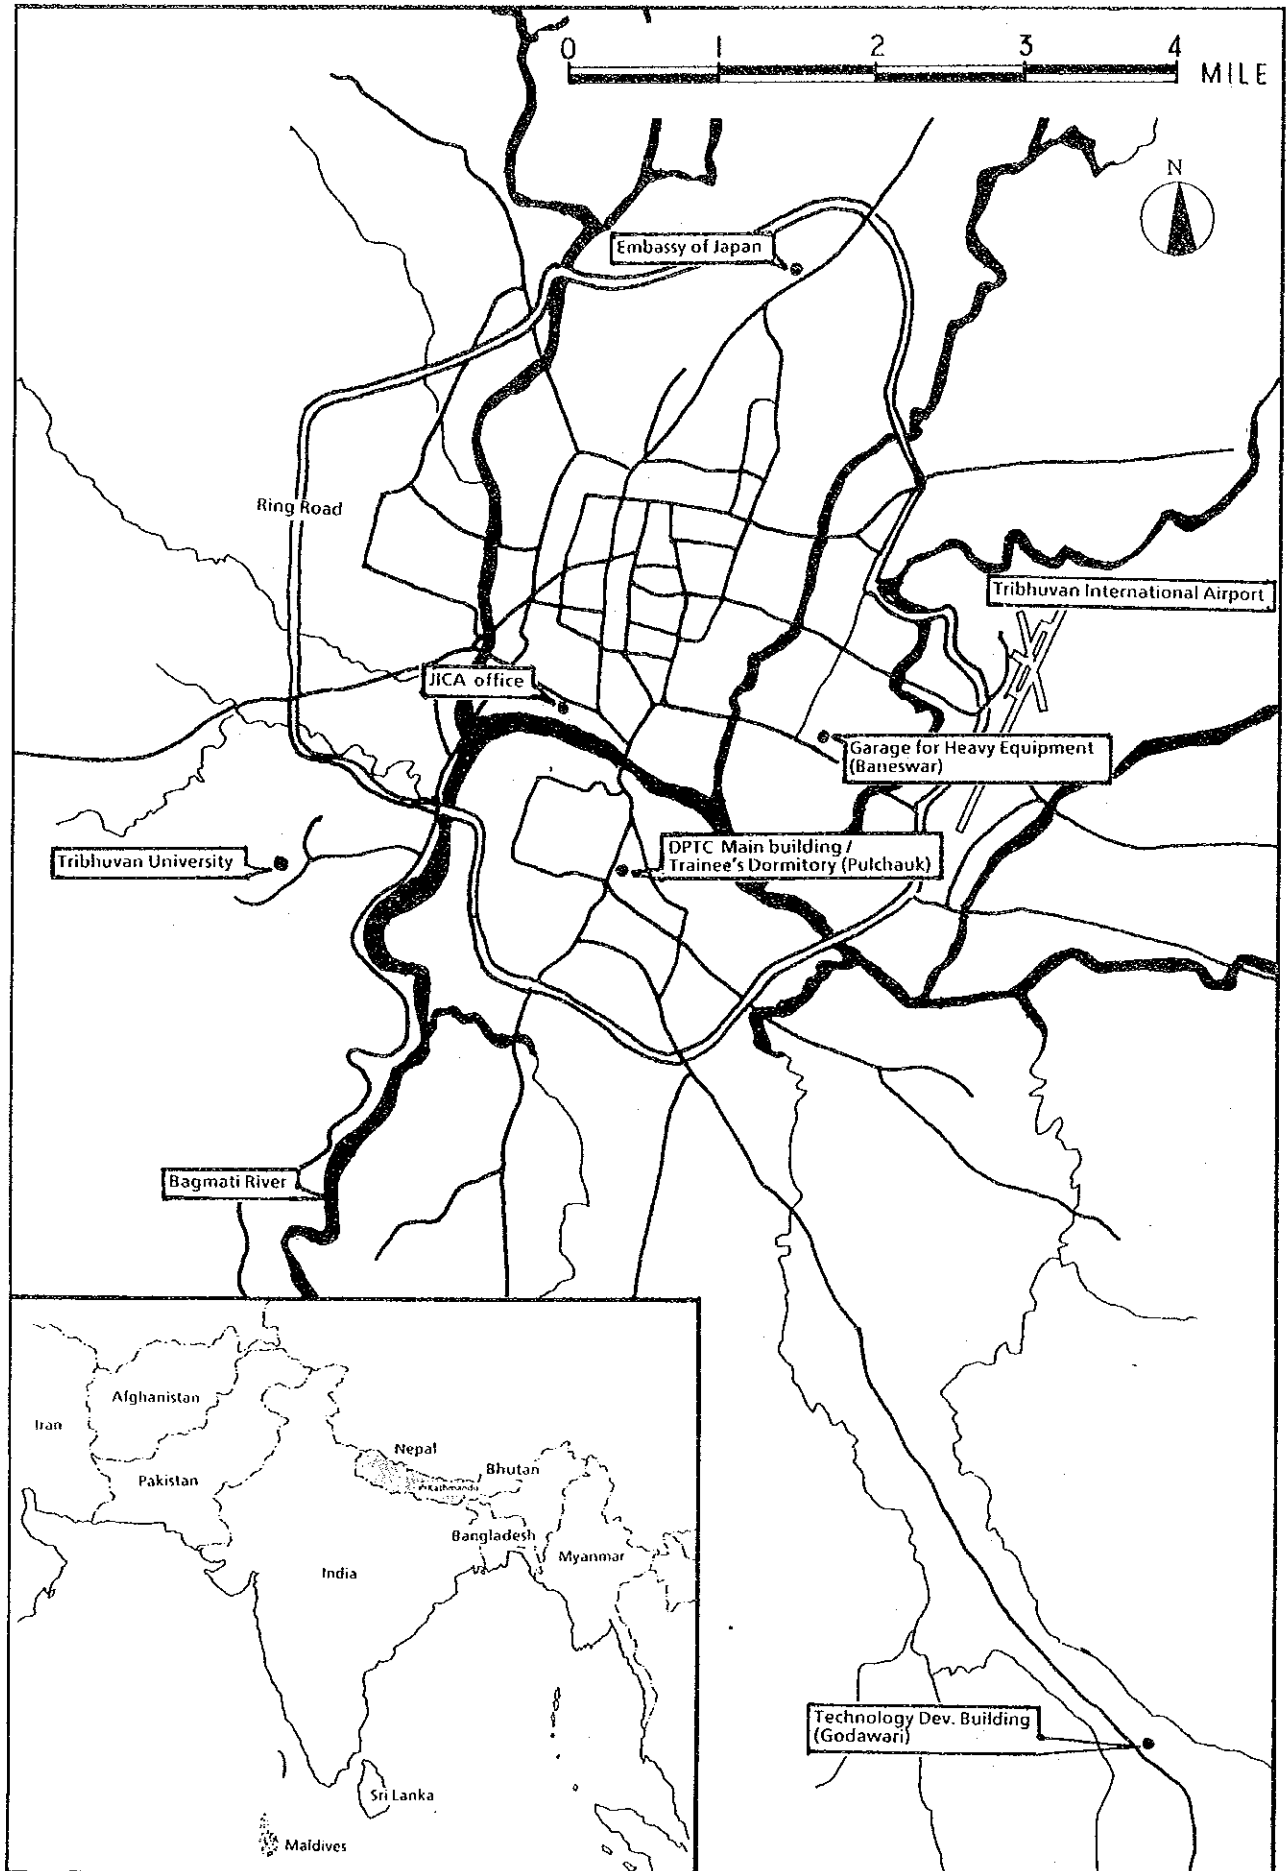 0 1 2 3 4 MILE
N
Embassy of Japan
Ring Road
Tribhuvan International Airport
JICA office
Garage for Heavy Equipment
(Baneswar)
Tribhuvan University
DPTC Main building /
Trainee's Dormitory (Pulchauk)
Bagmati River
Afghanistan
Iran
Nepal
Bhutan
Pakistan
Kathmandu
Bangladesh
Myanmar
India
Technology Dev. Building
(Godawari)
Sri Lanka
Maldives